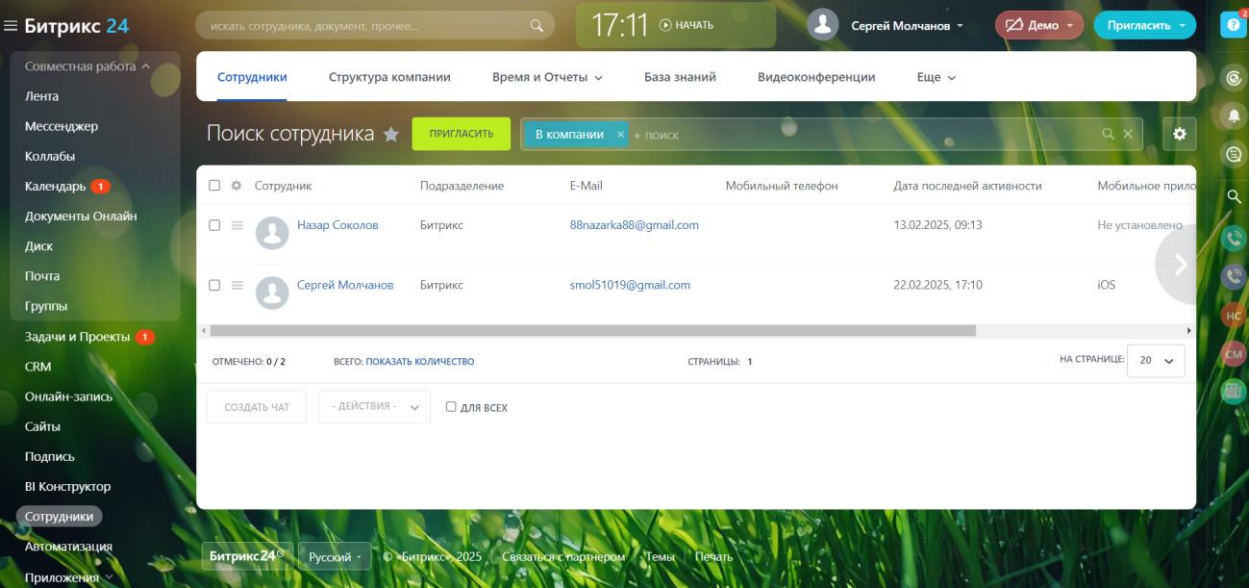 Битрикс 24
искать сотрудника, документ, прочее...
17:11 НАЧАТЬ
Сергей Молчанов
Демо
Пригласить
2
Совместная работа
Лента
Мессенджер
Коллабы
Календарь 1
Документы Онлайн
Диск
Почта
Группы
Задачи и Проекты 1
CRM
Онлайн-запись
Сайты
Подпись
BI Конструктор
Сотрудники
Автоматизация
Приложения
Сотрудники Структура компании Время и Отчеты База знаний Видеоконференции Еще
Поиск сотрудника ПРИГЛАСИТЬ В компании × + поиск
Сотрудник Подразделение E-Mail Мобильный телефон Дата последней активности Мобильное прило
Назар Соколов Битрикс 88nazarka88@gmail.com 13.02.2025, 09:13 Не установлено
Сергей Молчанов Битрикс smol51019@gmail.com 22.02.2025, 17:10 iOS
ОТМЕЧЕНО: 0 / 2 ВСЕГО: ПОКАЗАТЬ КОЛИЧЕСТВО СТРАНИЦЫ: 1 НА СТРАНИЦЕ: 20
СОЗДАТЬ ЧАТ - ДЕЙСТВИЯ - ДЛЯ ВСЕХ
Битрикс24 Русский © «Битрикс», 2025 Связаться с партнером Темы Печать
НС
СМ